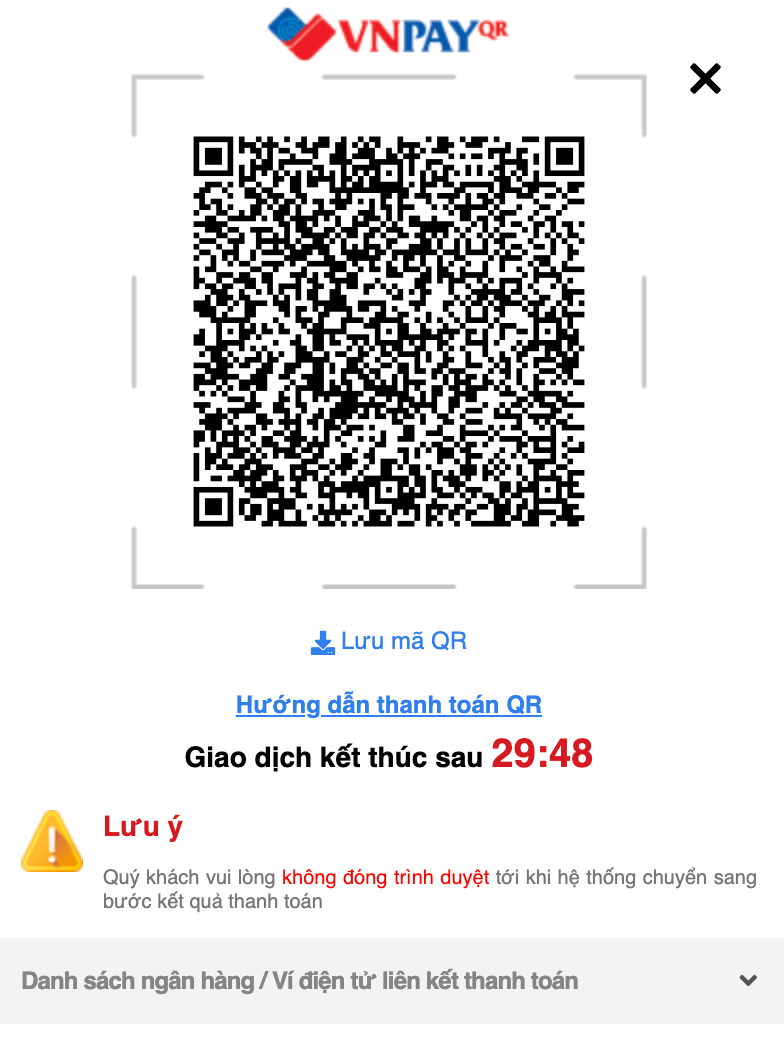 VNPAYQR
Lưu mã QR
Hướng dẫn thanh toán QR
Giao dịch kết thúc sau 29:48
Lưu ý
Quý khách vui lòng không đóng trình duyệt tới khi hệ thống chuyển sang
bước kết quả thanh toán
Danh sách ngân hàng / Ví điện tử liên kết thanh toán